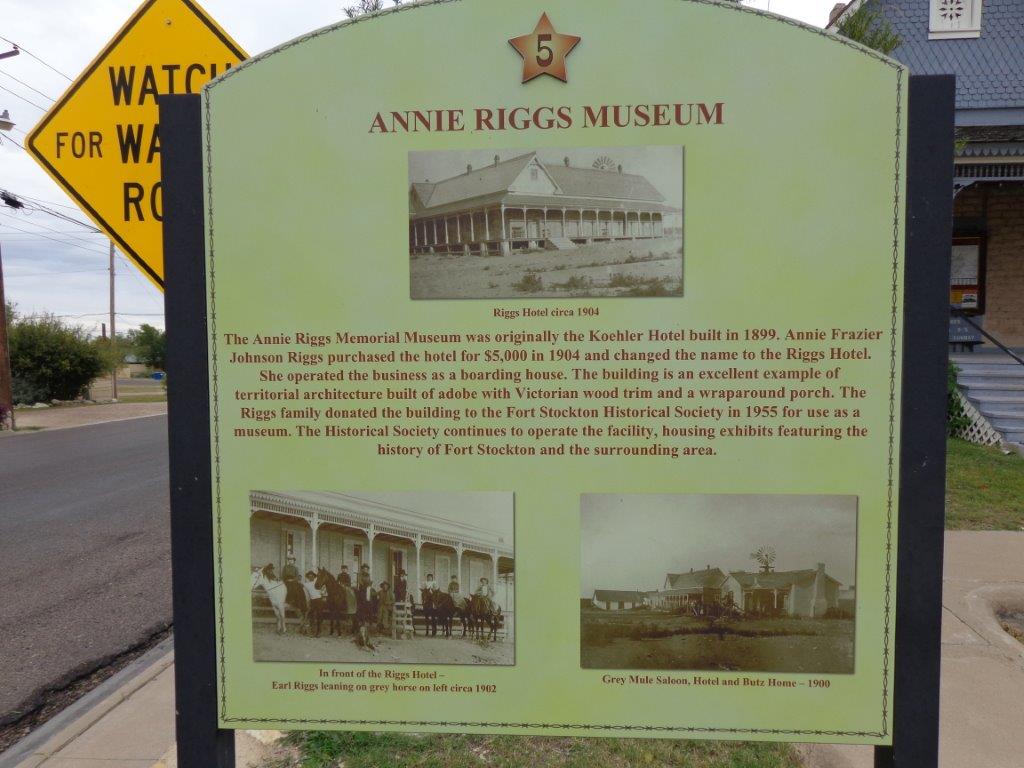 WATCH
FOR WA
RO
5
ANNIE RIGGS MUSEUM
Riggs Hotel circa 1904
The Annie Riggs Memorial Museum was originally the Koehler Hotel built in 1899. Annie Frazier
Johnson Riggs purchased the hotel for $5,000 in 1904 and changed the name to the Riggs Hotel.
She operated the business as a boarding house. The building is an excellent example of
territorial architecture built of adobe with Victorian wood trim and a wraparound porch. The
Riggs family donated the building to the Fort Stockton Historical Society in 1955 for use as a
museum. The Historical Society continues to operate the facility, housing exhibits featuring the
history of Fort Stockton and the surrounding area.
In front of the Riggs Hotel –
Earl Riggs leaning on grey horse on left circa 1902
Grey Mule Saloon, Hotel and Butz Home – 1900